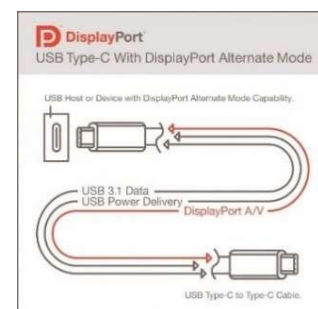 DisplayPort
USB Type-C With DisplayPort Alternate Mode
USB Host or Device with DisplayPort Alternate Mode Capability.
USB 3.1 Data
USB Power Delivery
DisplayPort A/V
USB Type-C to Type-C Cable.